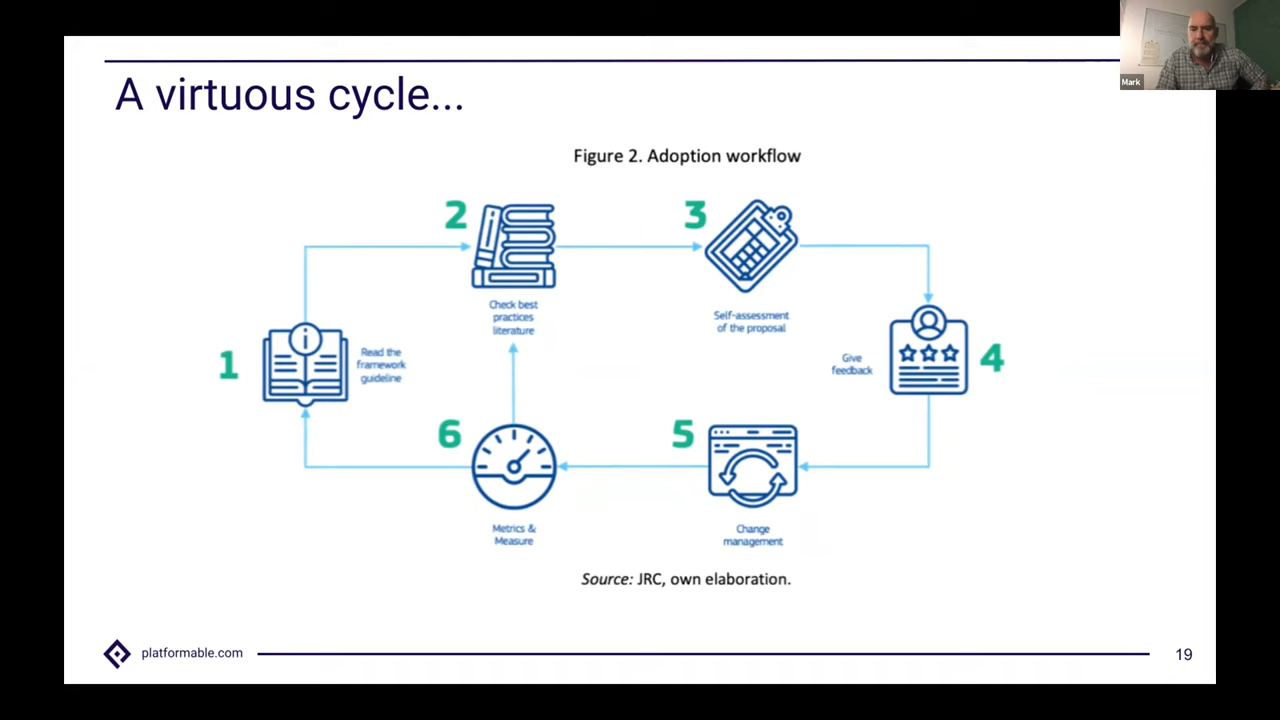 Mark
A virtuous cycle...
Figure 2. Adoption workflow
2
3
Check best
practices
literature
Self-assessment
of the proposal
1
Read the
framework
guideline
Give
feedback
4
6
5
Metrics &
Measure
Change
management
Source: JRC, own elaboration.
platformable.com
19